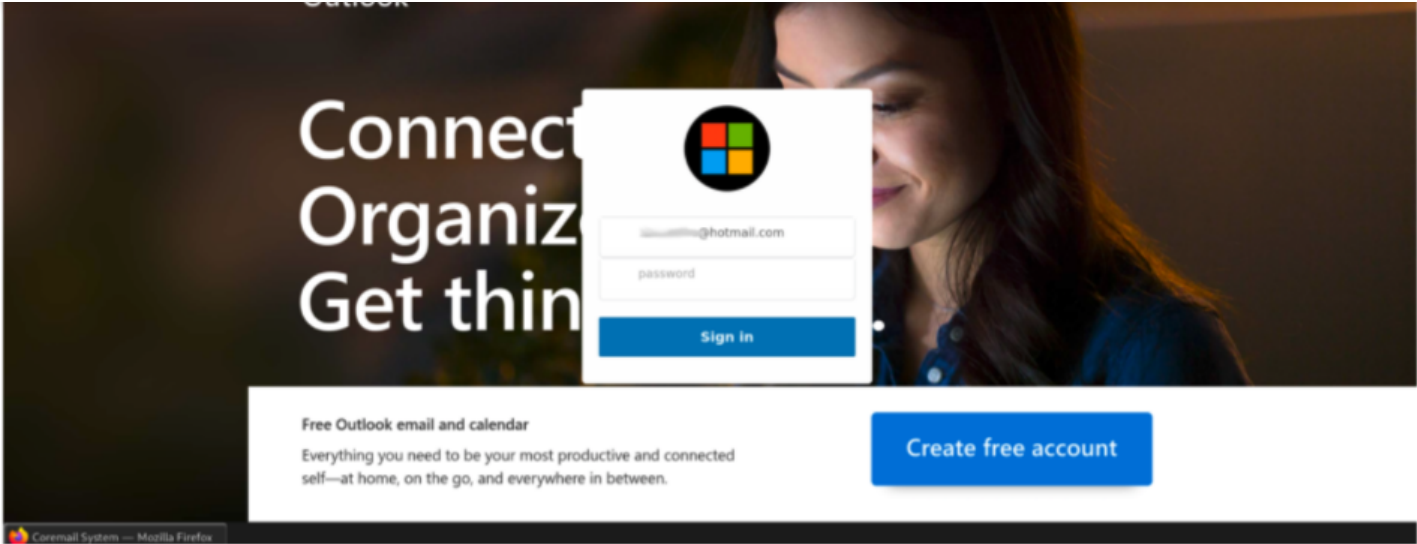 Outlook
Connect
Organiz
Get thin
.
@hotmail.com
password
Sign in
Free Outlook email and calendar
Everything you need to be your most productive and connected
self—at home, on the go, and everywhere in between.
Create free account
Coremail System — Mozilla Firefox